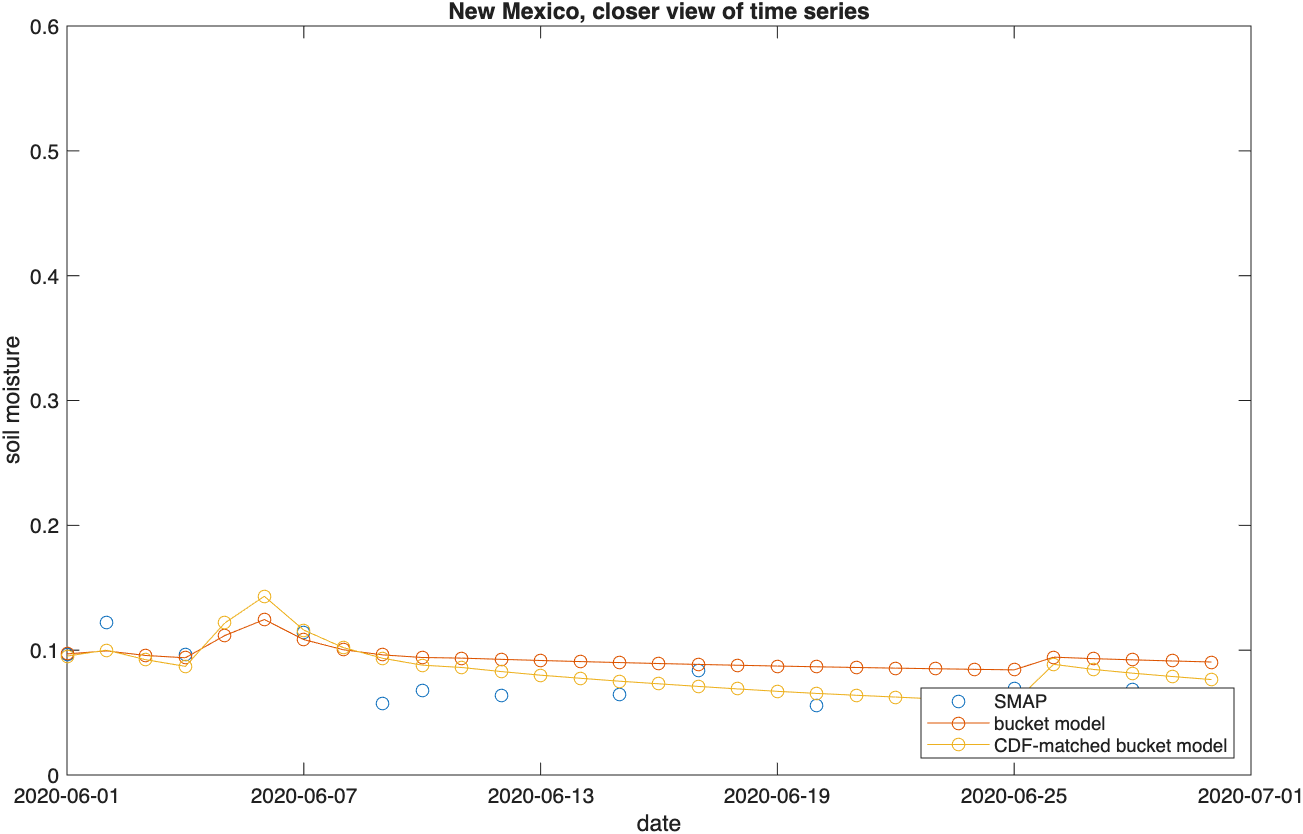 New Mexico, closer view of time series
0.6
0.5
0.4
0.3
0.2
0.1
0
soil moisture
SMAP
bucket model
CDF-matched bucket model
2020-06-01
2020-06-07
2020-06-13
2020-06-19
2020-06-25
2020-07-01
date